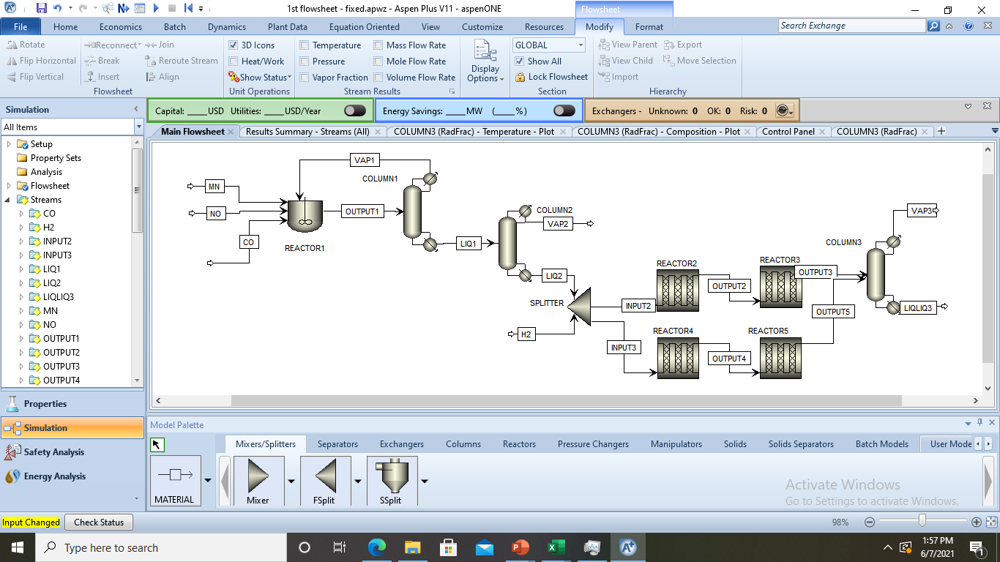 1st flowsheet - fixed.apwz - Aspen Plus V11 - aspenONE
Flowsheet
File Home Economics Batch Dynamics Plant Data Equation Oriented View Customize Resources Modify Format Search Exchange
Rotate Reconnect Join 3D Icons Temperature Mass Flow Rate GLOBAL View Parent Export
Flip Horizontal Break Reroute Stream Heat/Work Pressure Mole Flow Rate Show All View Child Move Selection
Flip Vertical Insert Align Show Status Vapor Fraction Volume Flow Rate Display Options Lock Flowsheet Import
Flowsheet Unit Operations Stream Results Section Hierarchy
Simulation
Capital: ____USD Utilities: ____USD/Year Energy Savings: ____MW (____%) Exchangers - Unknown: 0 OK: 0 Risk: 0
All Items
Main Flowsheet Results Summary - Streams (All) COLUMN3 (RadFrac) - Temperature - Plot COLUMN3 (RadFrac) - Composition - Plot Control Panel COLUMN3 (RadFrac)
Setup
Property Sets
Analysis
Flowsheet
Streams
CO
H2
INPUT2
INPUT3
LIQ1
LIQ2
LIQLIQ3
MN
NO
OUTPUT1
OUTPUT2
OUTPUT3
OUTPUT4
Properties
Simulation
Safety Analysis
Energy Analysis
VAP1
COLUMN1
MN
NO
OUTPUT1
CO
REACTOR1
COLUMN2
VAP2
LIQ1
LIQ2
SPLITTER
H2
INPUT2
INPUT3
REACTOR2
OUTPUT2
REACTOR3
OUTPUT3
REACTOR4
OUTPUT4
REACTOR5
OUTPUT5
COLUMN3
VAP3
LIQLIQ3
Model Palette
Mixers/Splitters Separators Exchangers Columns Reactors Pressure Changers Manipulators Solids Solids Separators Batch Models User Mode
MATERIAL Mixer FSplit SSplit
Activate Windows
Go to Settings to activate Windows.
Input Changed Check Status 98%
Type here to search
1:57 PM
6/7/2021
1